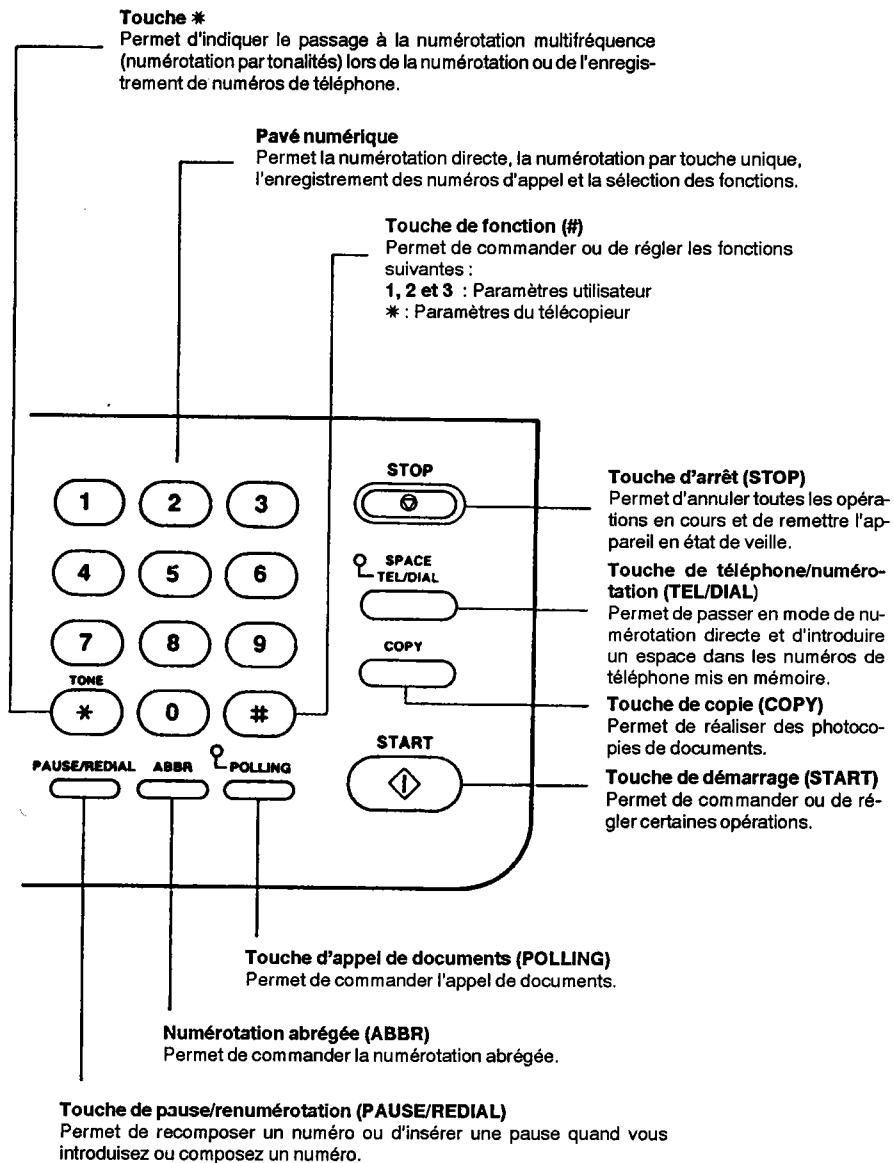 Touche *
Permet d'indiquer le passage à la numérotation multifréquence
(numérotation par tonalités) lors de la numérotation ou de l'enregis-
trement de numéros de téléphone.
Pavé numérique
Permet la numérotation directe, la numérotation par touche unique,
l'enregistrement des numéros d'appel et la sélection des fonctions.
Touche de fonction (#)
Permet de commander ou de régler les fonctions
suivantes :
1, 2 et 3 : Paramètres utilisateur
* : Paramètres du télécopieur
1 2 3
4 5 6
7 8 9
TONE
* 0 #
PAUSE/REDIAL ABBR POLLING
STOP
SPACE
TEL/DIAL
COPY
START
Touche d'arrêt (STOP)
Permet d'annuler toutes les opéra-
tions en cours et de remettre l'ap-
pareil en état de veille.
Touche de téléphone/numéro-
tation (TEL/DIAL)
Permet de passer en mode de nu-
mérotation directe et d'introduire
un espace dans les numéros de
téléphone mis en mémoire.
Touche de copie (COPY)
Permet de réaliser des photoco-
pies de documents.
Touche de démarrage (START)
Permet de commander ou de ré-
gler certaines opérations.
Touche d'appel de documents (POLLING)
Permet de commander l'appel de documents.
Numérotation abrégée (ABBR)
Permet de commander la numérotation abrégée.
Touche de pause/renumérotation (PAUSE/REDIAL)
Permet de recomposer un numéro ou d'insérer une pause quand vous
introduisez ou composez un numéro.